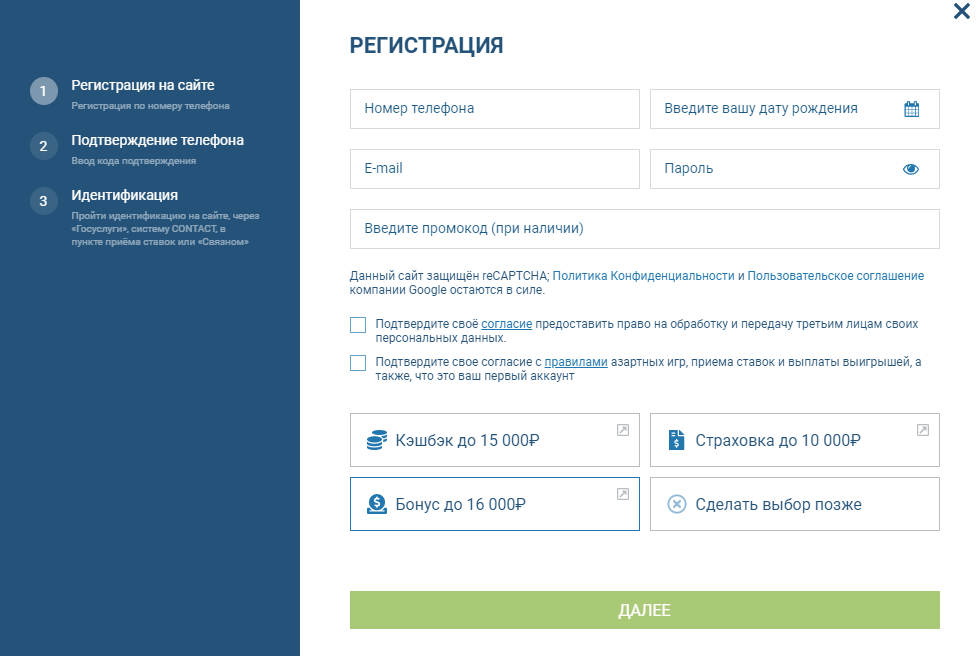 1
Регистрация на сайте
Регистрация по номеру телефона
2
Подтверждение телефона
Ввод кода подтверждения
3
Идентификация
Пройти идентификацию на сайте, через
«Госуслуги», систему CONTACT, в
пункте приёма ставок или «Связном»
РЕГИСТРАЦИЯ
Номер телефона
Введите вашу дату рождения
E-mail
Пароль
Введите промокод (при наличии)
Данный сайт защищён reCAPTCHA; Политика Конфиденциальности и Пользовательское соглашение
компании Google остаются в силе.
Подтвердите своё согласие предоставить право на обработку и передачу третьим лицам своих
персональных данных.
Подтвердите свое согласие с правилами азартных игр, приема ставок и выплаты выигрышей, а
также, что это ваш первый аккаунт
Кэшбэк до 15 000₽
Страховка до 10 000₽
Бонус до 16 000₽
Сделать выбор позже
ДАЛЕЕ